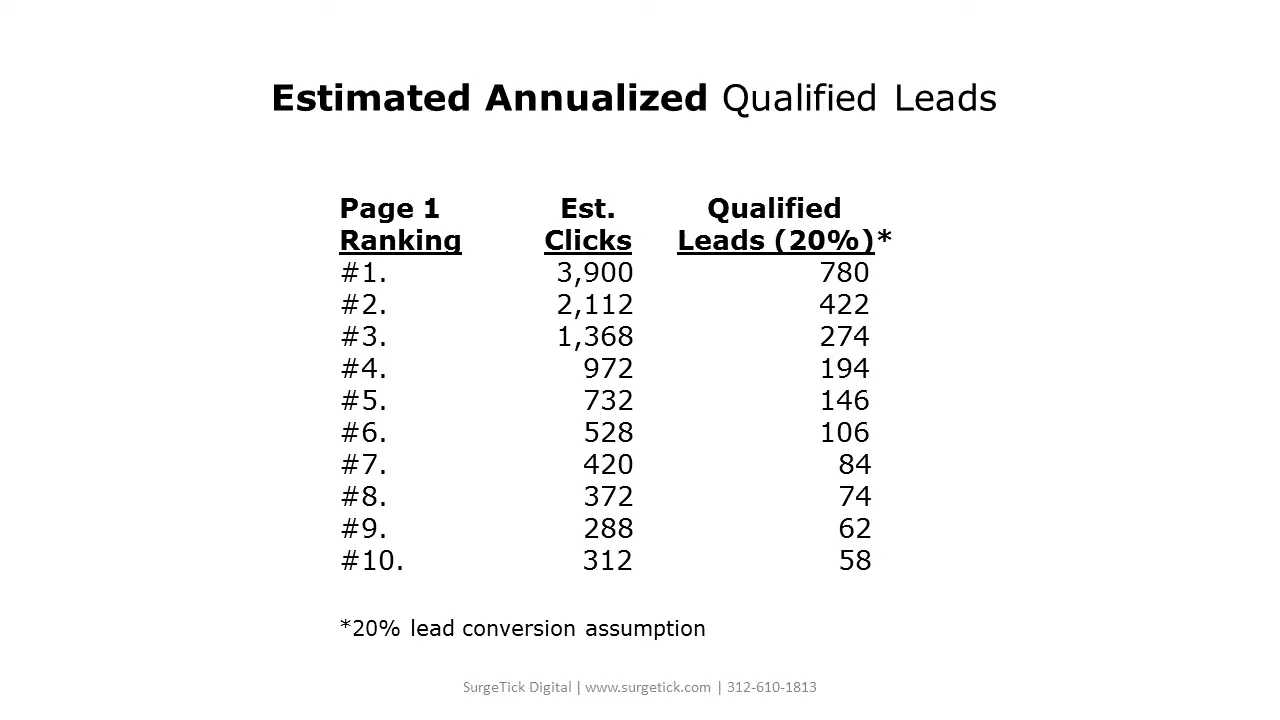 Estimated Annualized Qualified Leads
Page 1 Est. Qualified
Ranking Clicks Leads (20%)*
#1. 3,900 780
#2. 2,112 422
#3. 1,368 274
#4. 972 194
#5. 732 146
#6. 528 106
#7. 420 84
#8. 372 74
#9. 288 62
#10. 312 58
*20% lead conversion assumption
SurgeTick Digital | www.surgetick.com | 312-610-1813